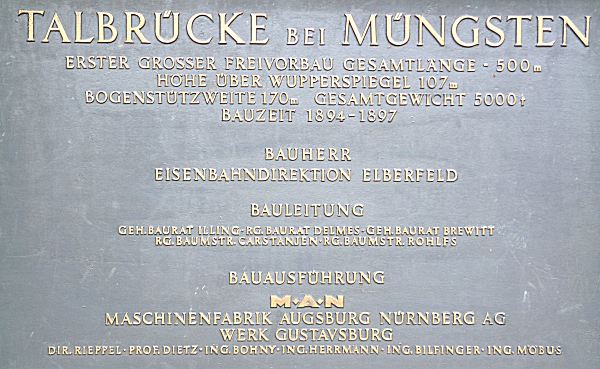 TALBRÜCKE BEI MÜNGSTEN
ERSTER GROSSER FREIVORBAU GESAMTLÄNGE - 500m
HÖHE ÜBER WUPPERSPIEGEL 107m
BOGENSTÜTZWEITE 170m GESAMTGEWICHT 5000t
BAUZEIT 1894-1897
BAUHERR
EISENBAHNDIREKTION ELBERFELD
BAULEITUNG
GEH.BAURAT ILLING·RG.BAURAT DELMES·GEH.BAURAT BREWITT
RG.BAUMSTR.CARSTANJEN·RG.BAUMSTR.ROHLFS
BAUAUSFÜHRUNG
M·A·N
MASCHINENFABRIK AUGSBURG NÜRNBERG AG
WERK GUSTAVSBURG
DIR.RIEPPEL·PROF.DIETZ·ING.BOHNY·ING.HERRMANN·ING.BILFINGER·ING.MÖBUS